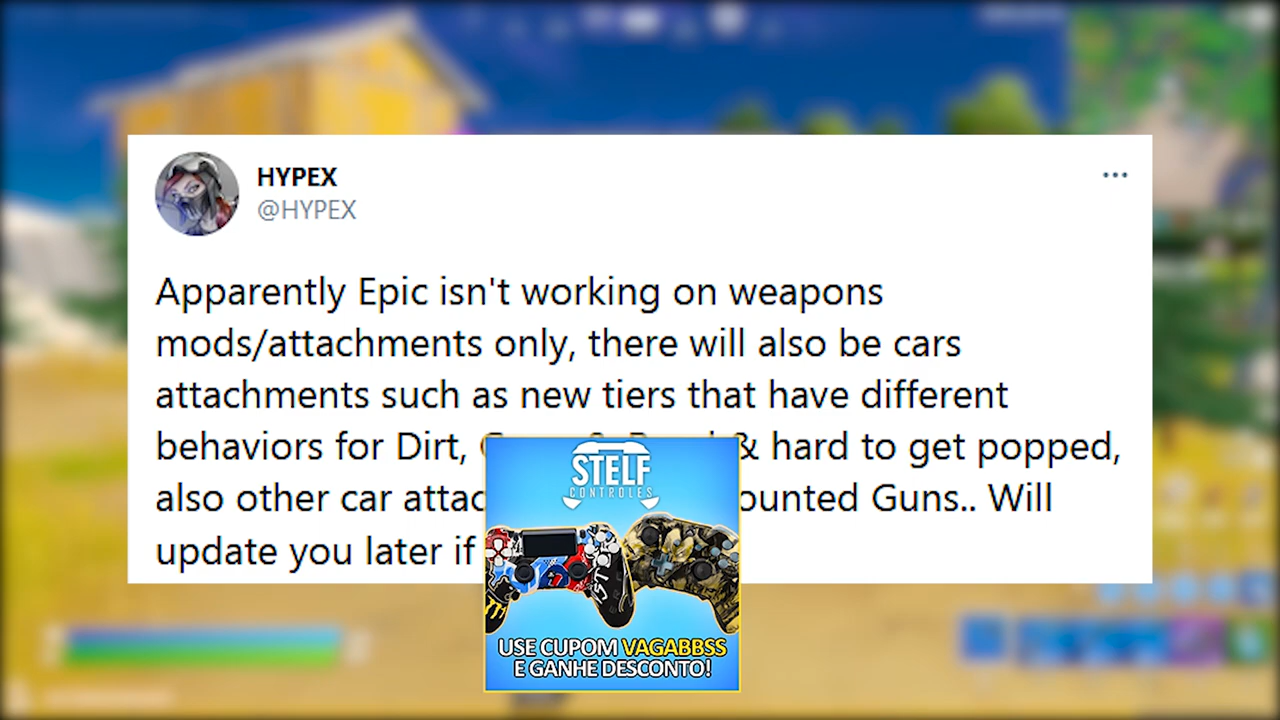 HYPEX
@HYPEX
Apparently Epic isn't working on weapons
mods/attachments only, there will also be cars
attachments such as new tiers that have different
behaviors for Dirt, & hard to get popped,
also other car Guns.. Will
update you later if
STELF
CONTROLES
USE CUPOM VAGABBSS
E GANHE DESCONTO!